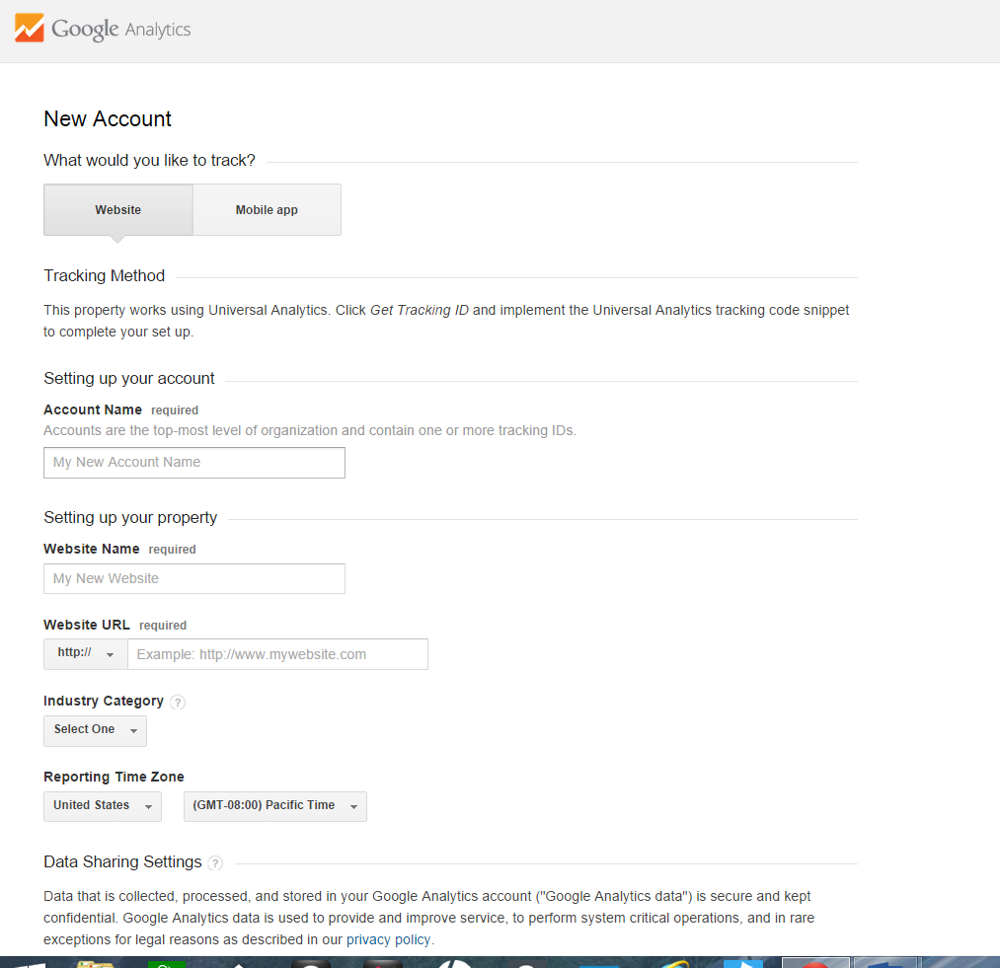 Google Analytics
New Account
What would you like to track?
Website Mobile app
Tracking Method
This property works using Universal Analytics. Click Get Tracking ID and implement the Universal Analytics tracking code snippet
to complete your set up.
Setting up your account
Account Name required
Accounts are the top-most level of organization and contain one or more tracking IDs.
My New Account Name
Setting up your property
Website Name required
My New Website
Website URL required
http:// Example: http://www.mywebsite.com
Industry Category ?
Select One
Reporting Time Zone
United States (GMT-08:00) Pacific Time
Data Sharing Settings ?
Data that is collected, processed, and stored in your Google Analytics account ("Google Analytics data") is secure and kept
confidential. Google Analytics data is used to provide and improve service, to perform system critical operations, and in rare
exceptions for legal reasons as described in our privacy policy.